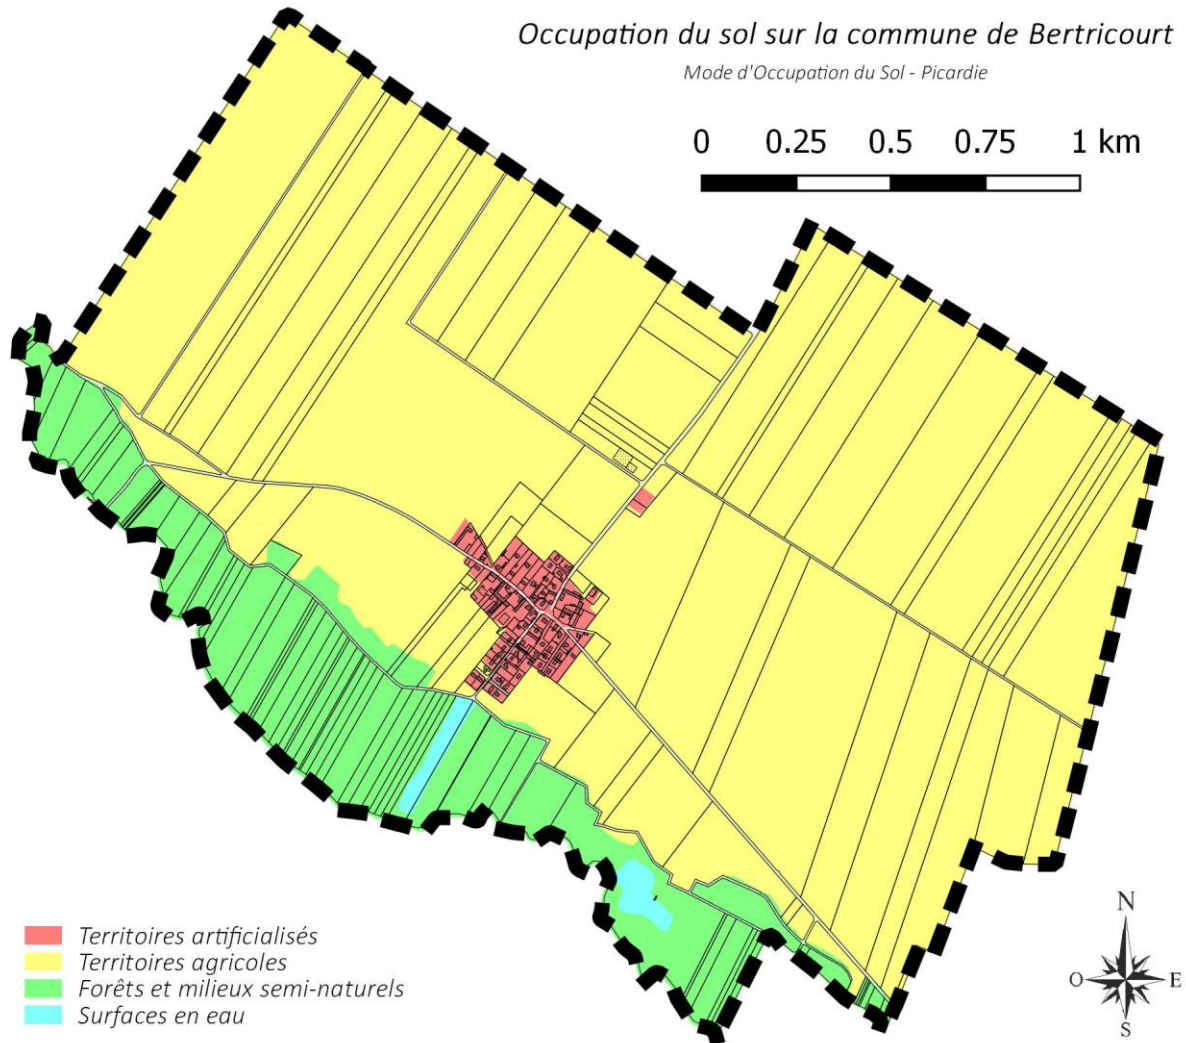 Occupation du sol sur la commune de Bertricourt
Mode d'Occupation du Sol - Picardie
0 0.25 0.5 0.75 1 km
Territoires artificialisés
Territoires agricoles
Forêts et milieux semi-naturels
Surfaces en eau
N
O E
S